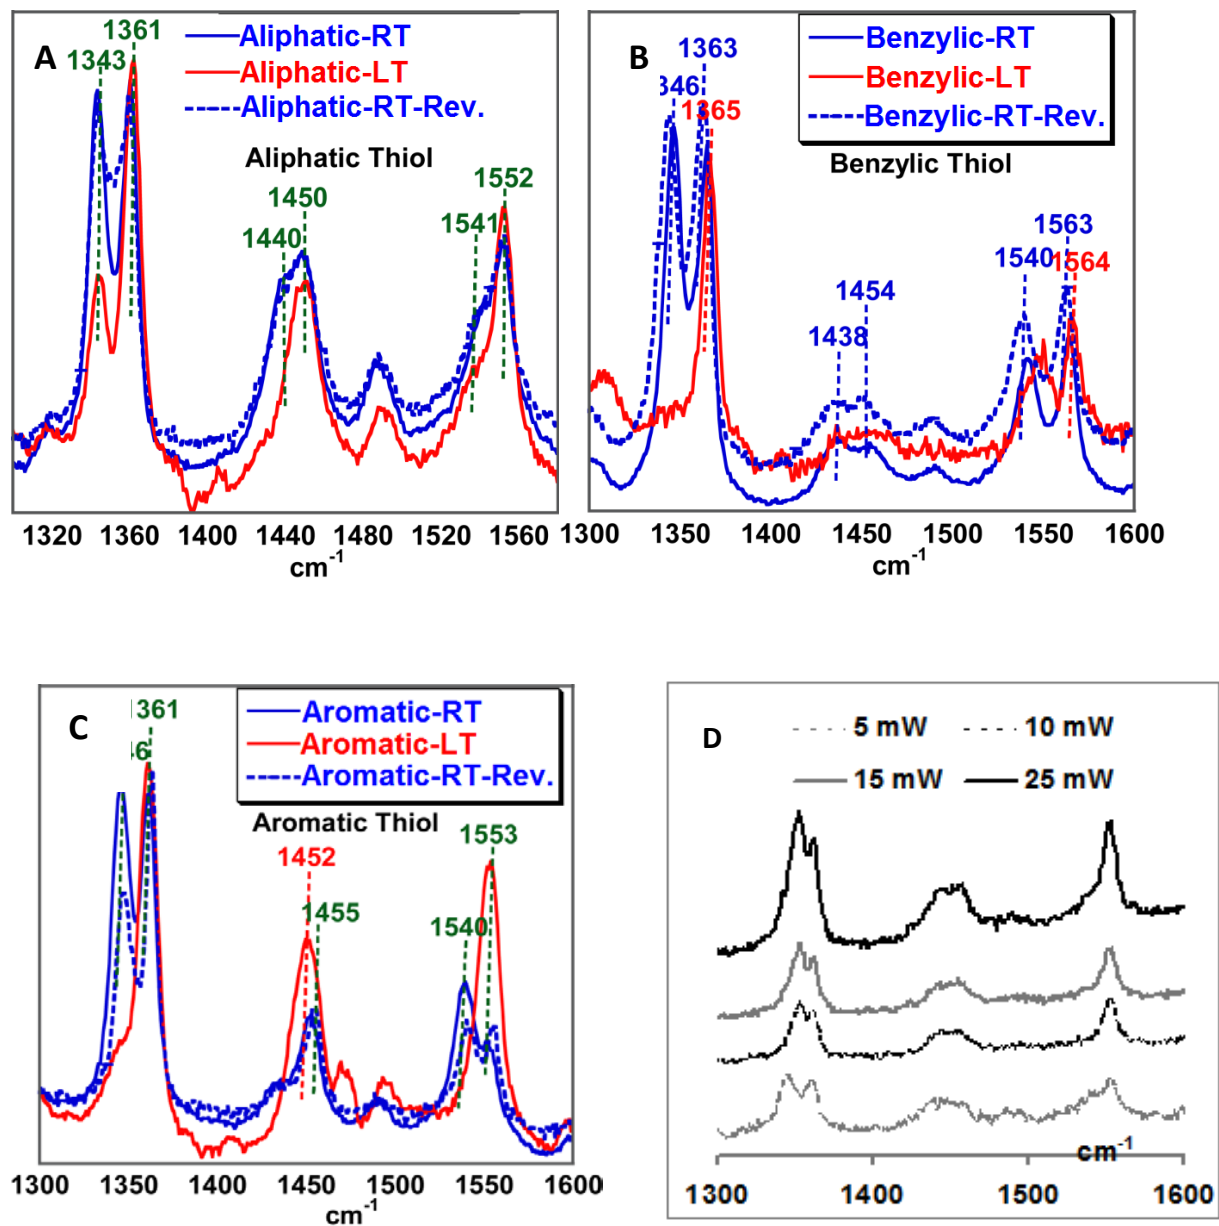 A
1361
1343
Aliphatic-RT
Aliphatic-LT
Aliphatic-RT-Rev.
Aliphatic Thiol
1450
1440
1552
1541
1320 1360 1400 1440 1480 1520 1560
cm-1
B
1363
346
1365
Benzylic-RT
Benzylic-LT
Benzylic-RT-Rev.
Benzylic Thiol
1563
1540
1564
1454
1438
1300 1350 1400 1450 1500 1550 1600
cm-1
C
361
6
Aromatic-RT
Aromatic-LT
Aromatic-RT-Rev.
Aromatic Thiol
1553
1452
1455
1540
1300 1350 1400 1450 1500 1550 1600
cm-1
D
5 mW 10 mW
15 mW 25 mW
cm-1
1300 1400 1500 1600